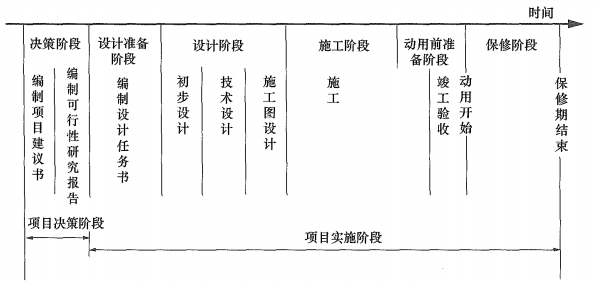 时间
决策阶段
设计准备
阶段
设计阶段
施工阶段
动用前准
备阶段
保修阶段
编制项目建议书
编制可行性研究报告
编制设计任务书
初步设计
技术设计
施工图设计
施工
竣工验收
动用开始
保修期结束
项目决策阶段
项目实施阶段